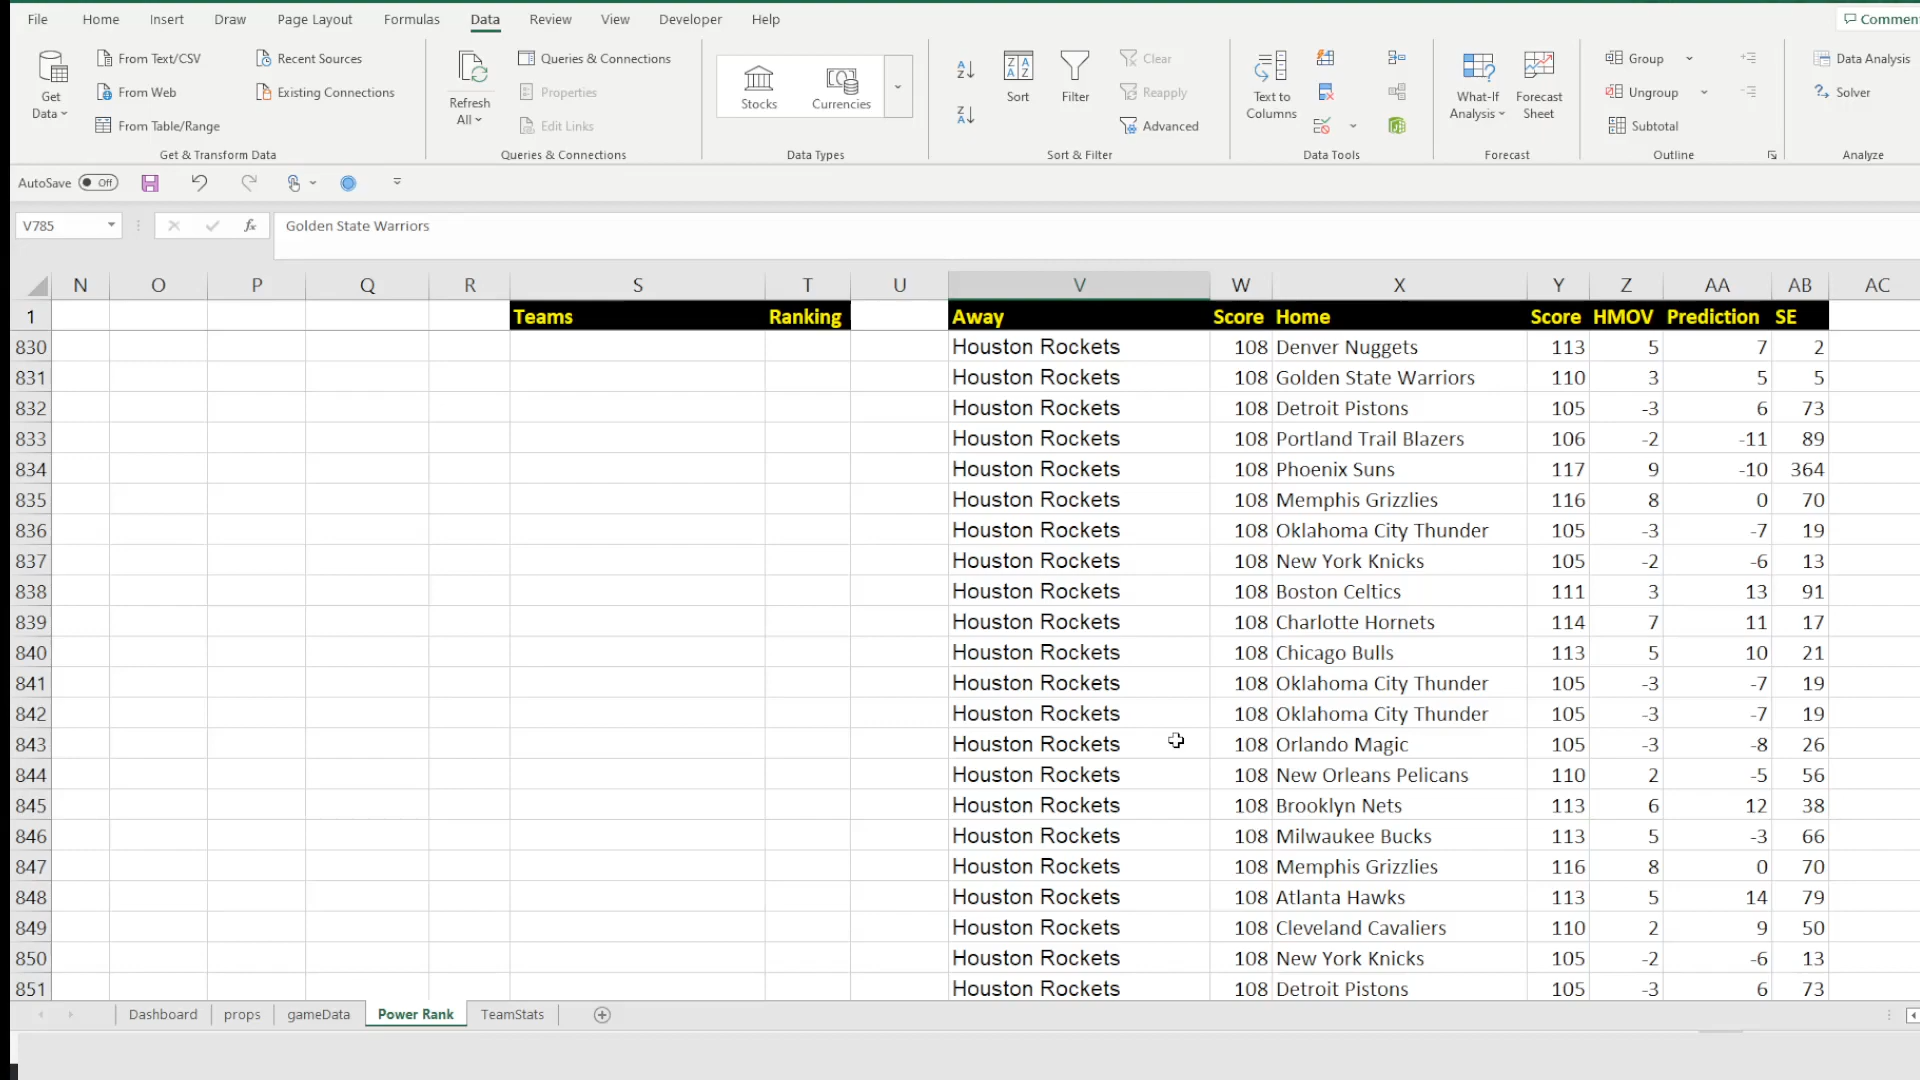 File Home Insert Draw Page Layout Formulas Data Review View Developer Help Commen
Get Data
From Text/CSV
From Web
From Table/Range
Recent Sources
Existing Connections
Get & Transform Data
Refresh All
Queries & Connections
Properties
Edit Links
Queries & Connections
Stocks
Currencies
Data Types
Sort
Filter
Clear
Reapply
Advanced
Sort & Filter
Text to Columns
Data Tools
What-If Analysis
Forecast Sheet
Forecast
Group
Ungroup
Subtotal
Outline
Data Analysis
Solver
Analyze
AutoSave Off
V785 fx Golden State Warriors
N O P Q R S T U V W X Y Z AA AB AC
1 Teams Ranking Away Score Home Score HMOV Prediction SE
830 Houston Rockets 108 Denver Nuggets 113 5 7 2
831 Houston Rockets 108 Golden State Warriors 110 3 5 5
832 Houston Rockets 108 Detroit Pistons 105 -3 6 73
833 Houston Rockets 108 Portland Trail Blazers 106 -2 -11 89
834 Houston Rockets 108 Phoenix Suns 117 9 -10 364
835 Houston Rockets 108 Memphis Grizzlies 116 8 0 70
836 Houston Rockets 108 Oklahoma City Thunder 105 -3 -7 19
837 Houston Rockets 108 New York Knicks 105 -2 -6 13
838 Houston Rockets 108 Boston Celtics 111 3 13 91
839 Houston Rockets 108 Charlotte Hornets 114 7 11 17
840 Houston Rockets 108 Chicago Bulls 113 5 10 21
841 Houston Rockets 108 Oklahoma City Thunder 105 -3 -7 19
842 Houston Rockets 108 Oklahoma City Thunder 105 -3 -7 19
843 Houston Rockets 108 Orlando Magic 105 -3 -8 26
844 Houston Rockets 108 New Orleans Pelicans 110 2 -5 56
845 Houston Rockets 108 Brooklyn Nets 113 6 12 38
846 Houston Rockets 108 Milwaukee Bucks 113 5 -3 66
847 Houston Rockets 108 Memphis Grizzlies 116 8 0 70
848 Houston Rockets 108 Atlanta Hawks 113 5 14 79
849 Houston Rockets 108 Cleveland Cavaliers 110 2 9 50
850 Houston Rockets 108 New York Knicks 105 -2 -6 13
851 Houston Rockets 108 Detroit Pistons 105 -3 6 73
Dashboard props gameData Power Rank TeamStats